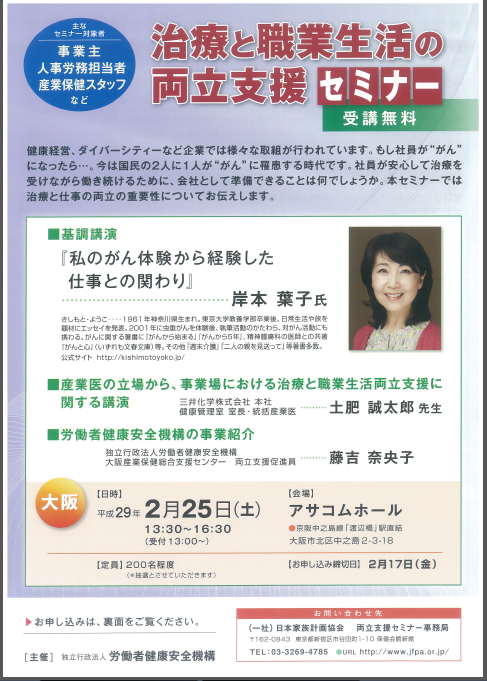 主な
セミナー対象者
事業主
人事労務担当者
産業保健スタッフ
など
治療と職業生活の
両立支援 セミナー
受講無料
健康経営、ダイバーシティーなど企業では様々な取組が行われています。もし社員が“がん”
になったら…。今は国民の2人に1人が“がん”に罹患する時代です。社員が安心して治療を
受けながら働き続けるために、会社として準備できることは何でしょうか。本セミナーでは
治療と仕事の両立の重要性についてお伝えします。
■基調講演
『私のがん体験から経験した
仕事との関わり』
岸本 葉子氏
きしもと・ようこ‥‥1961年神奈川県生まれ。東京大学教養学部卒業後、日常生活や旅を
題材にエッセイを発表。2001年に虫垂がんを体験後、執筆活動のかたわら、対がん活動にも
携わる。がんに関する著書に『がんから始まる』『がんから5年』、精神腫瘍科の医師との共著
『がんと心』(いずれも文春文庫)等。その他『週末介護』『二人の親を見送って』等著書多数。
公式サイト http://kishimotoyoko.jp/
■産業医の立場から、事業場における治療と職業生活両立支援に
関する講演
三井化学株式会社 本社
健康管理室 室長・統括産業医 ……… 土肥 誠太郎 先生
■労働者健康安全機構の事業紹介
独立行政法人労働者健康安全機構
大阪産業保健総合支援センター 両立支援促進員 ……… 藤吉 奈央子
大阪
【日時】
平成29年 2月25日(土)
13:30〜16:30
(受付 13:00〜)
【会場】
アサコムホール
●京阪中之島線「渡辺橋」駅直結
大阪市北区中之島2-3-18
【定員】200名程度
(※抽選とさせていただきます)
【お申し込み締切日】 2月17日(金)
▶お申し込みは、裏面をご覧ください。
[主催] 独立行政法人 労働者健康安全機構
お問い合わせ先
(一社)日本家族計画協会 両立支援セミナー事務局
〒162-0843 東京都新宿区市谷田町1-10 保健会館新館
TEL:03-3269-4785 ●URL http://www.jfpa.or.jp/